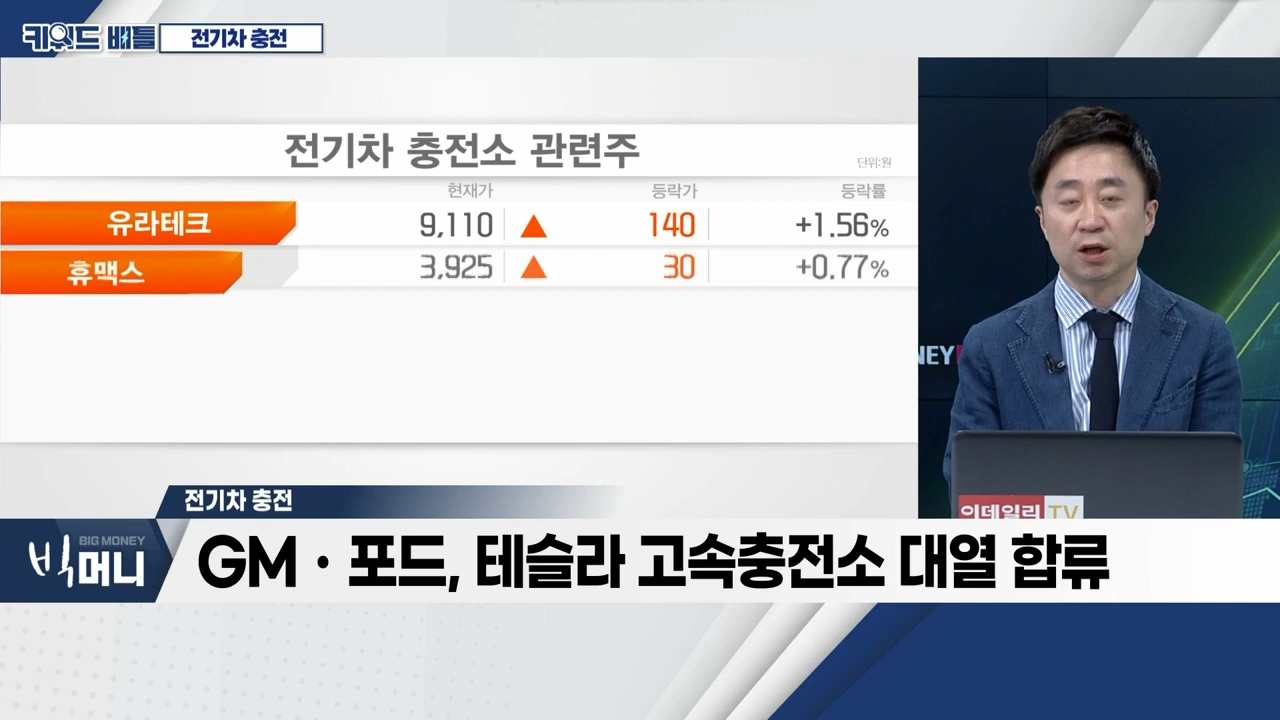 키워드 배틀 전기차 충전
전기차 충전소 관련주
단위:원
현재가 등락가 등락률
유라테크 9,110 ▲ 140 +1.56%
휴맥스 3,925 ▲ 30 +0.77%
NEY
이데일리 TV
전기차 충전
BIG MONEY
빅머니
GM · 포드, 테슬라 고속충전소 대열 합류